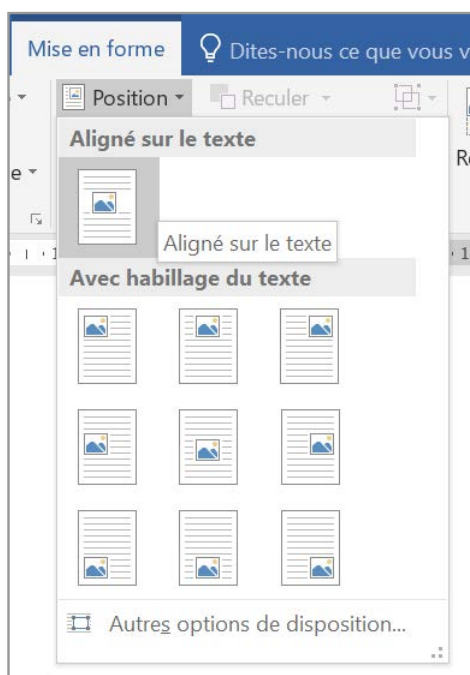 Mise en forme
Dites-nous ce que vous v
Position
Reculer
Aligné sur le texte
Aligné sur le texte
Avec habillage du texte
Autres options de disposition...